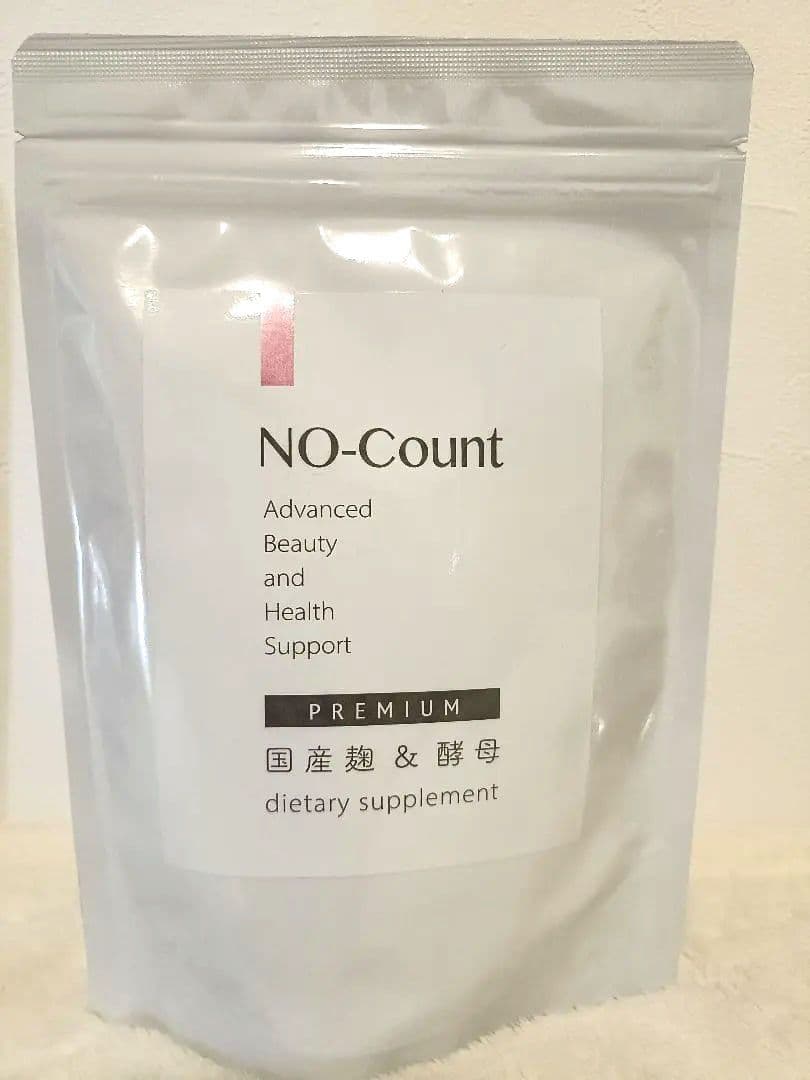 NO-Count
Advanced
Beauty
and
Health
Support
PREMIUM
国産麹 & 酵母
dietary supplement